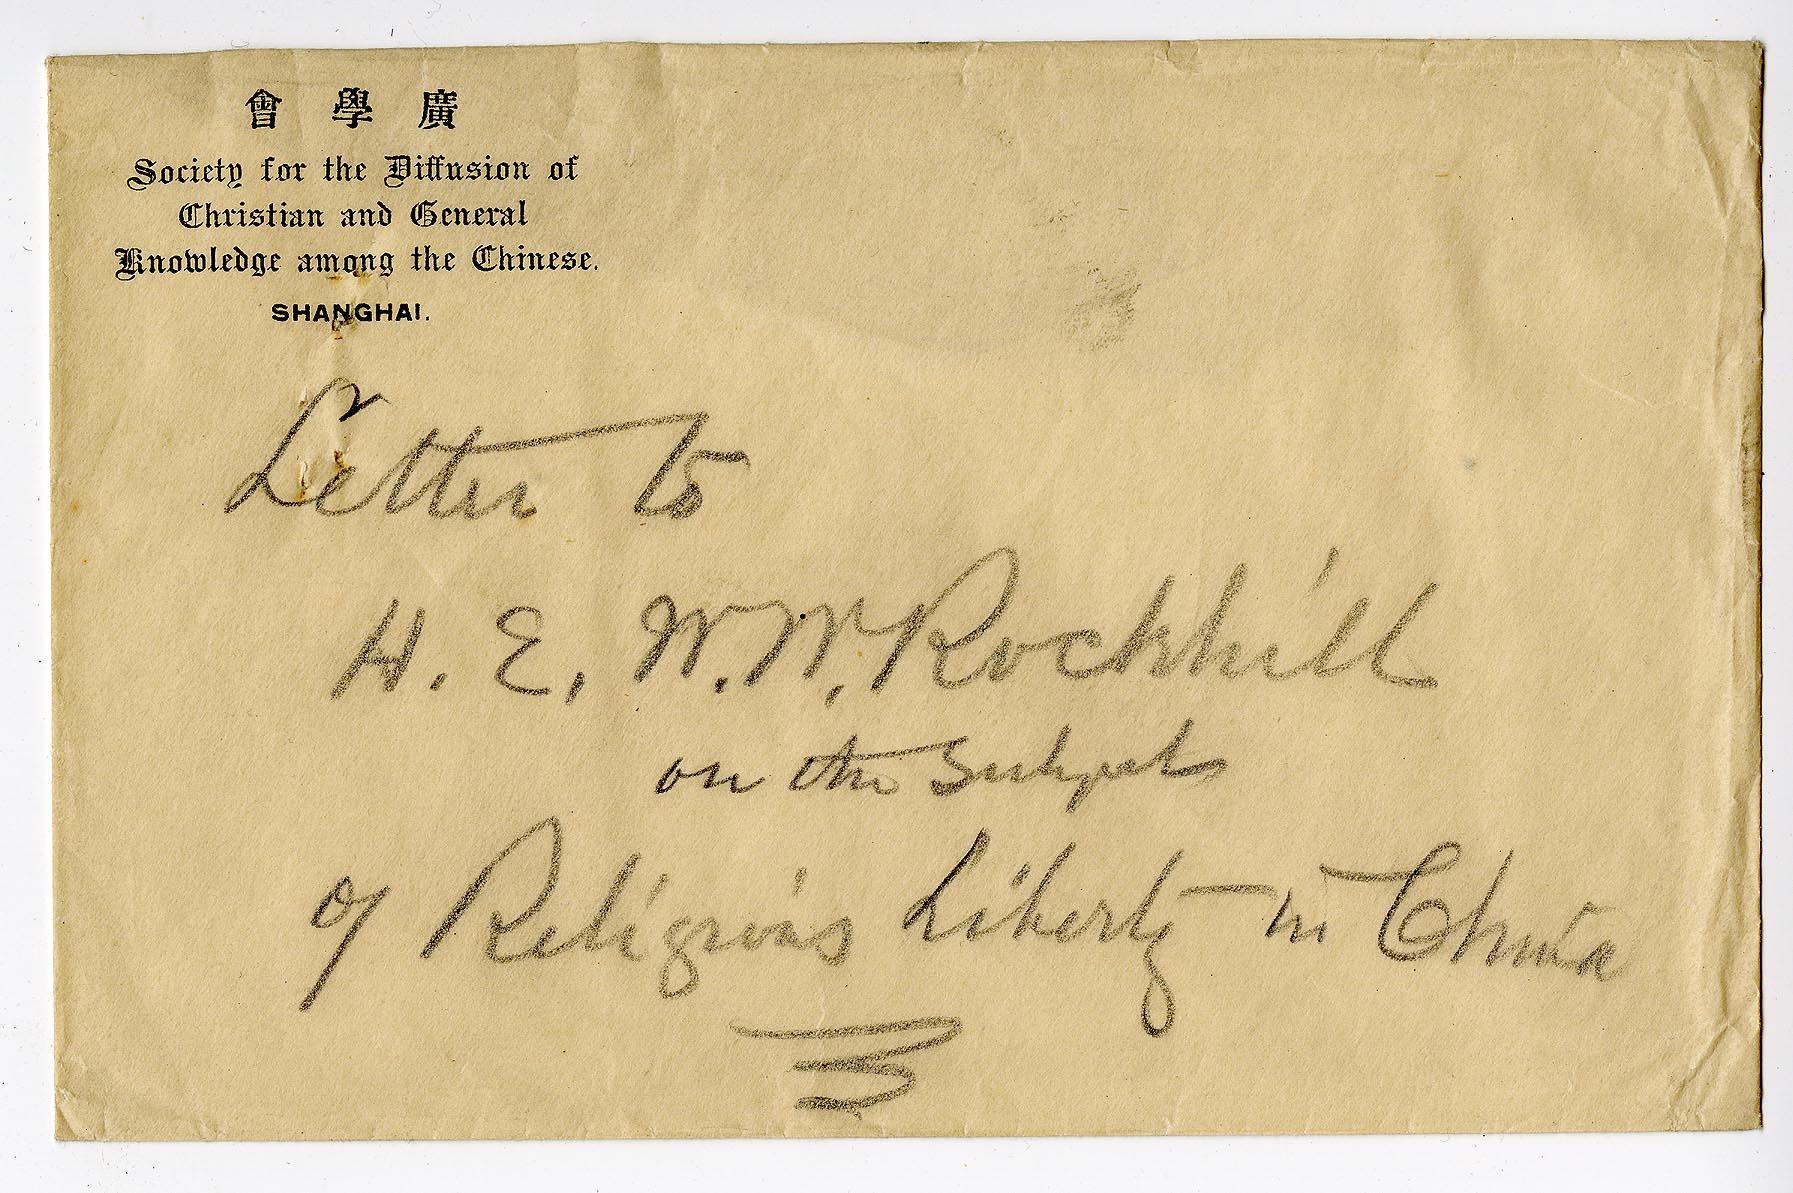 廣學會
Society for the Diffusion of
Christian and General
Knowledge among the Chinese.
SHANGHAI.
Letter to
H. E. W. W. Rockhill
on the Subject
of Religious Liberty in China